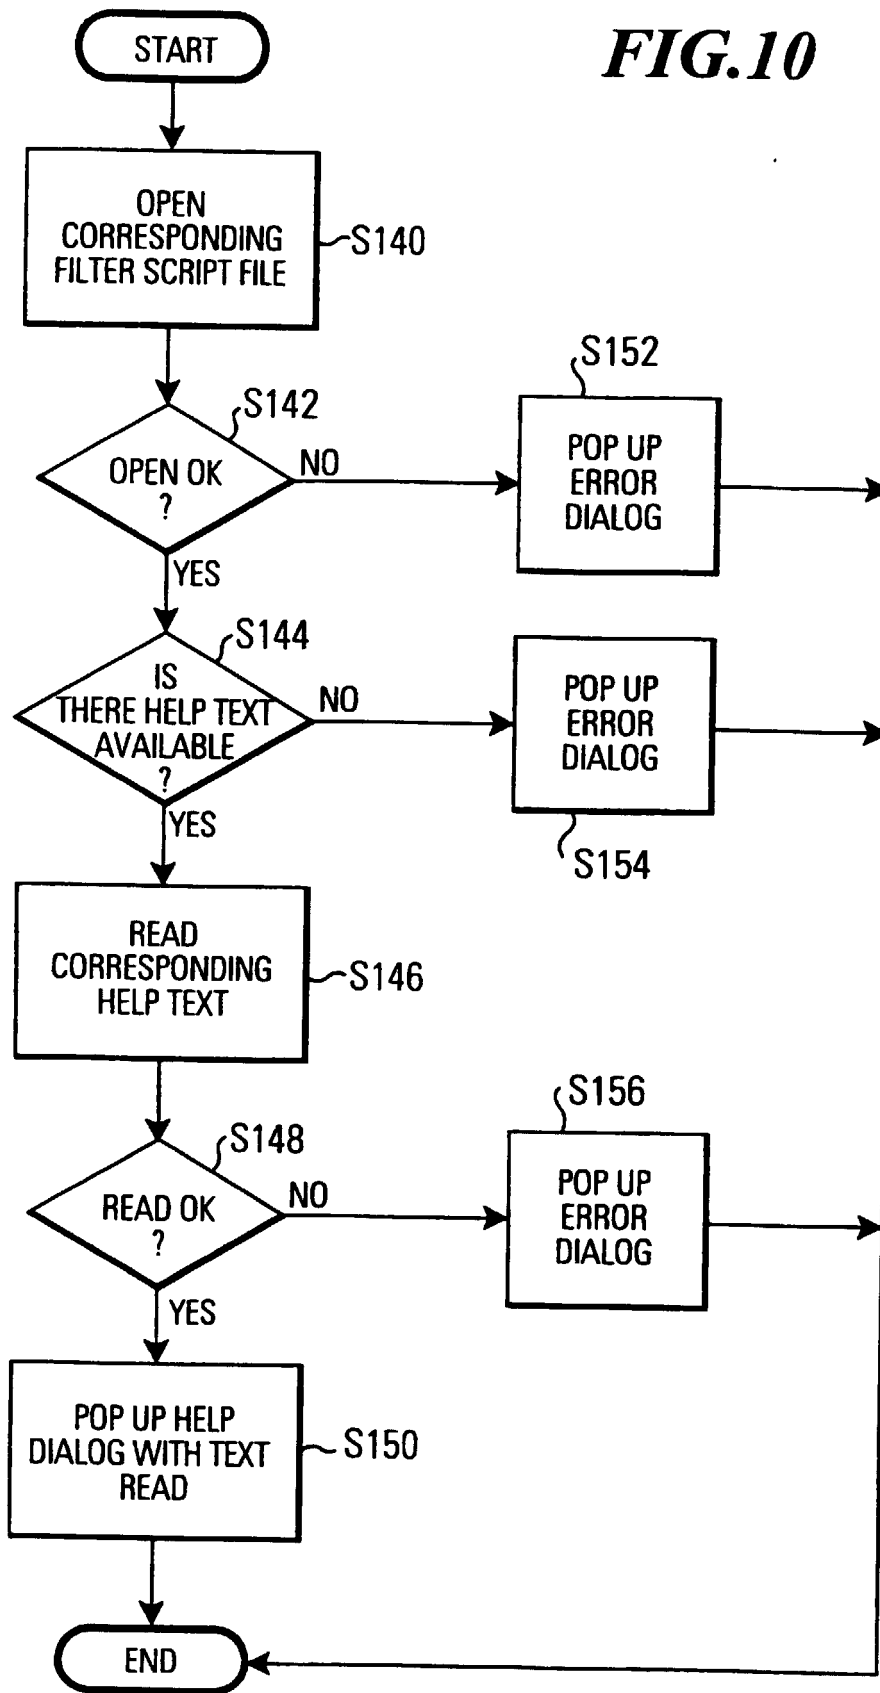 FIG.10
START
OPEN
CORRESPONDING
FILTER SCRIPT FILE
S140
S142
OPEN OK
?
NO
YES
S152
POP UP
ERROR
DIALOG
S144
IS
THERE HELP TEXT
AVAILABLE
?
NO
YES
POP UP
ERROR
DIALOG
S154
READ
CORRESPONDING
HELP TEXT
S146
S148
READ OK
?
NO
YES
S156
POP UP
ERROR
DIALOG
POP UP HELP
DIALOG WITH TEXT
READ
S150
END